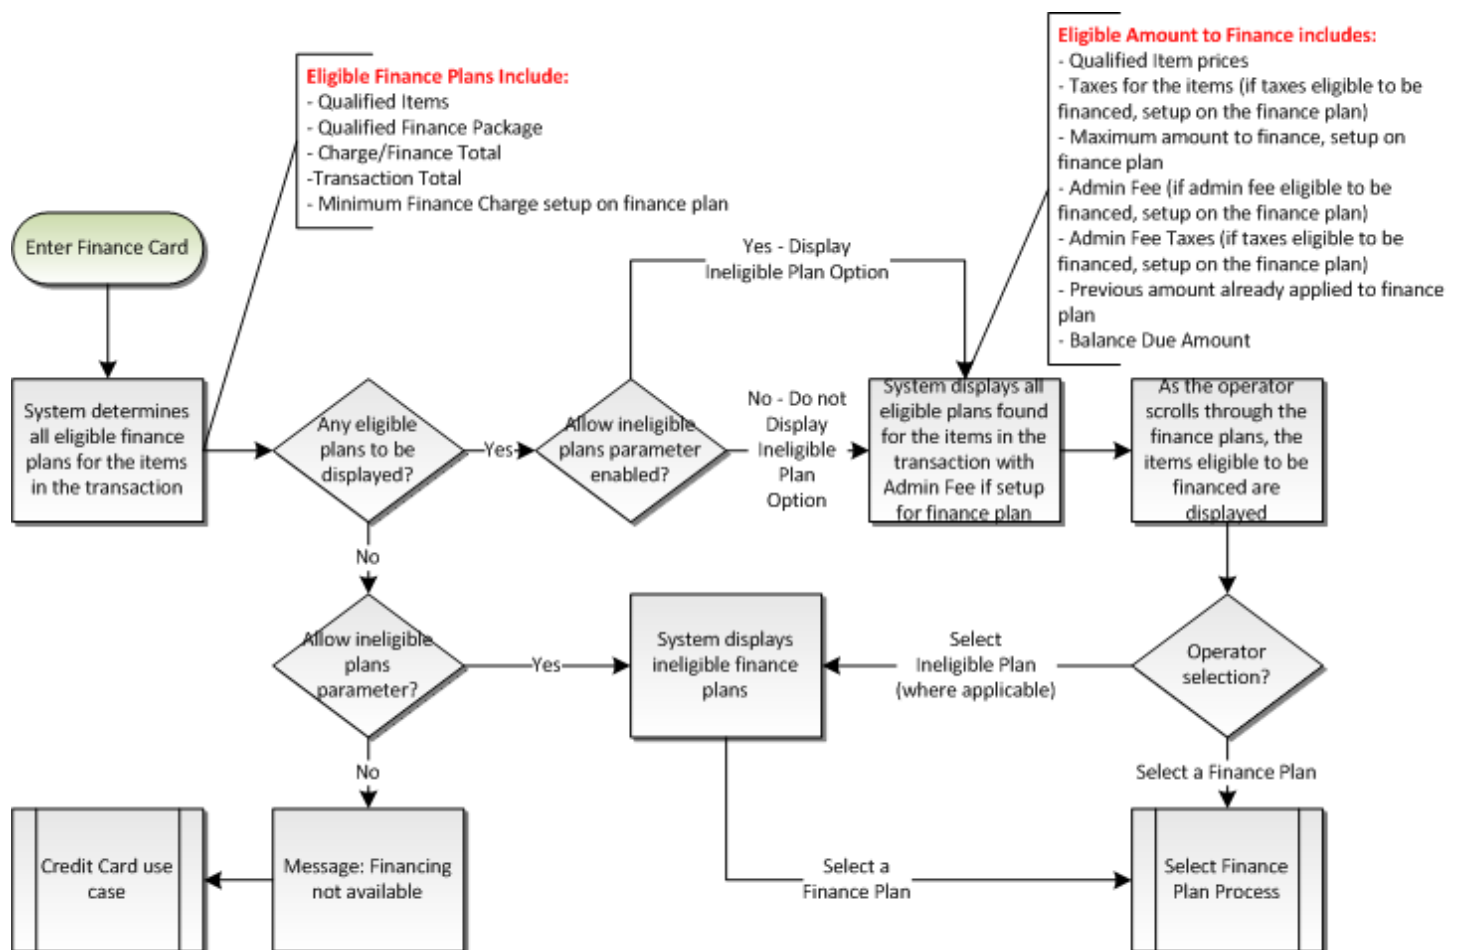 Eligible Finance Plans Include:
- Qualified Items
- Qualified Finance Package
- Charge/Finance Total
-Transaction Total
- Minimum Finance Charge setup on finance plan
Eligible Amount to Finance includes:
- Qualified Item prices
- Taxes for the items (if taxes eligible to be
financed, setup on the finance plan)
- Maximum amount to finance, setup on
finance plan
- Admin Fee (if admin fee eligible to be
financed, setup on the finance plan)
- Admin Fee Taxes (if taxes eligible to be
financed, setup on the finance plan)
- Previous amount already applied to finance
plan
- Balance Due Amount
Enter Finance Card
Yes - Display
Ineligible Plan Option
System determines
all eligible finance
plans for the items
in the transaction
Any eligible
plans to be
displayed?
Yes
Allow ineligible
plans parameter
enabled?
No - Do not
Display
Ineligible
Plan
Option
System displays all
eligible plans found
for the items in the
transaction with
Admin Fee if setup
for finance plan
As the operator
scrolls through the
finance plans, the
items eligible to be
financed are
displayed
No
Allow ineligible
plans
parameter?
Yes
System displays
ineligible finance
plans
Select
Ineligible Plan
(where applicable)
Operator
selection?
No
Select a Finance Plan
Credit Card use
case
Message: Financing
not available
Select a
Finance Plan
Select Finance
Plan Process